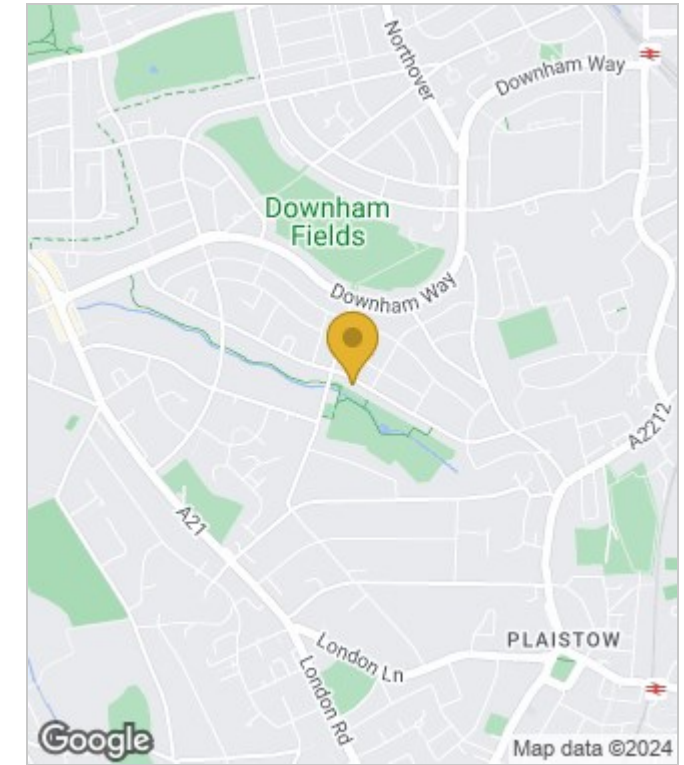 Northover
Downham Way
Downham
Fields
Downham Way
A2212
A21
PLAISTOW
London Ln
London Rd
Google
Map data ©2024